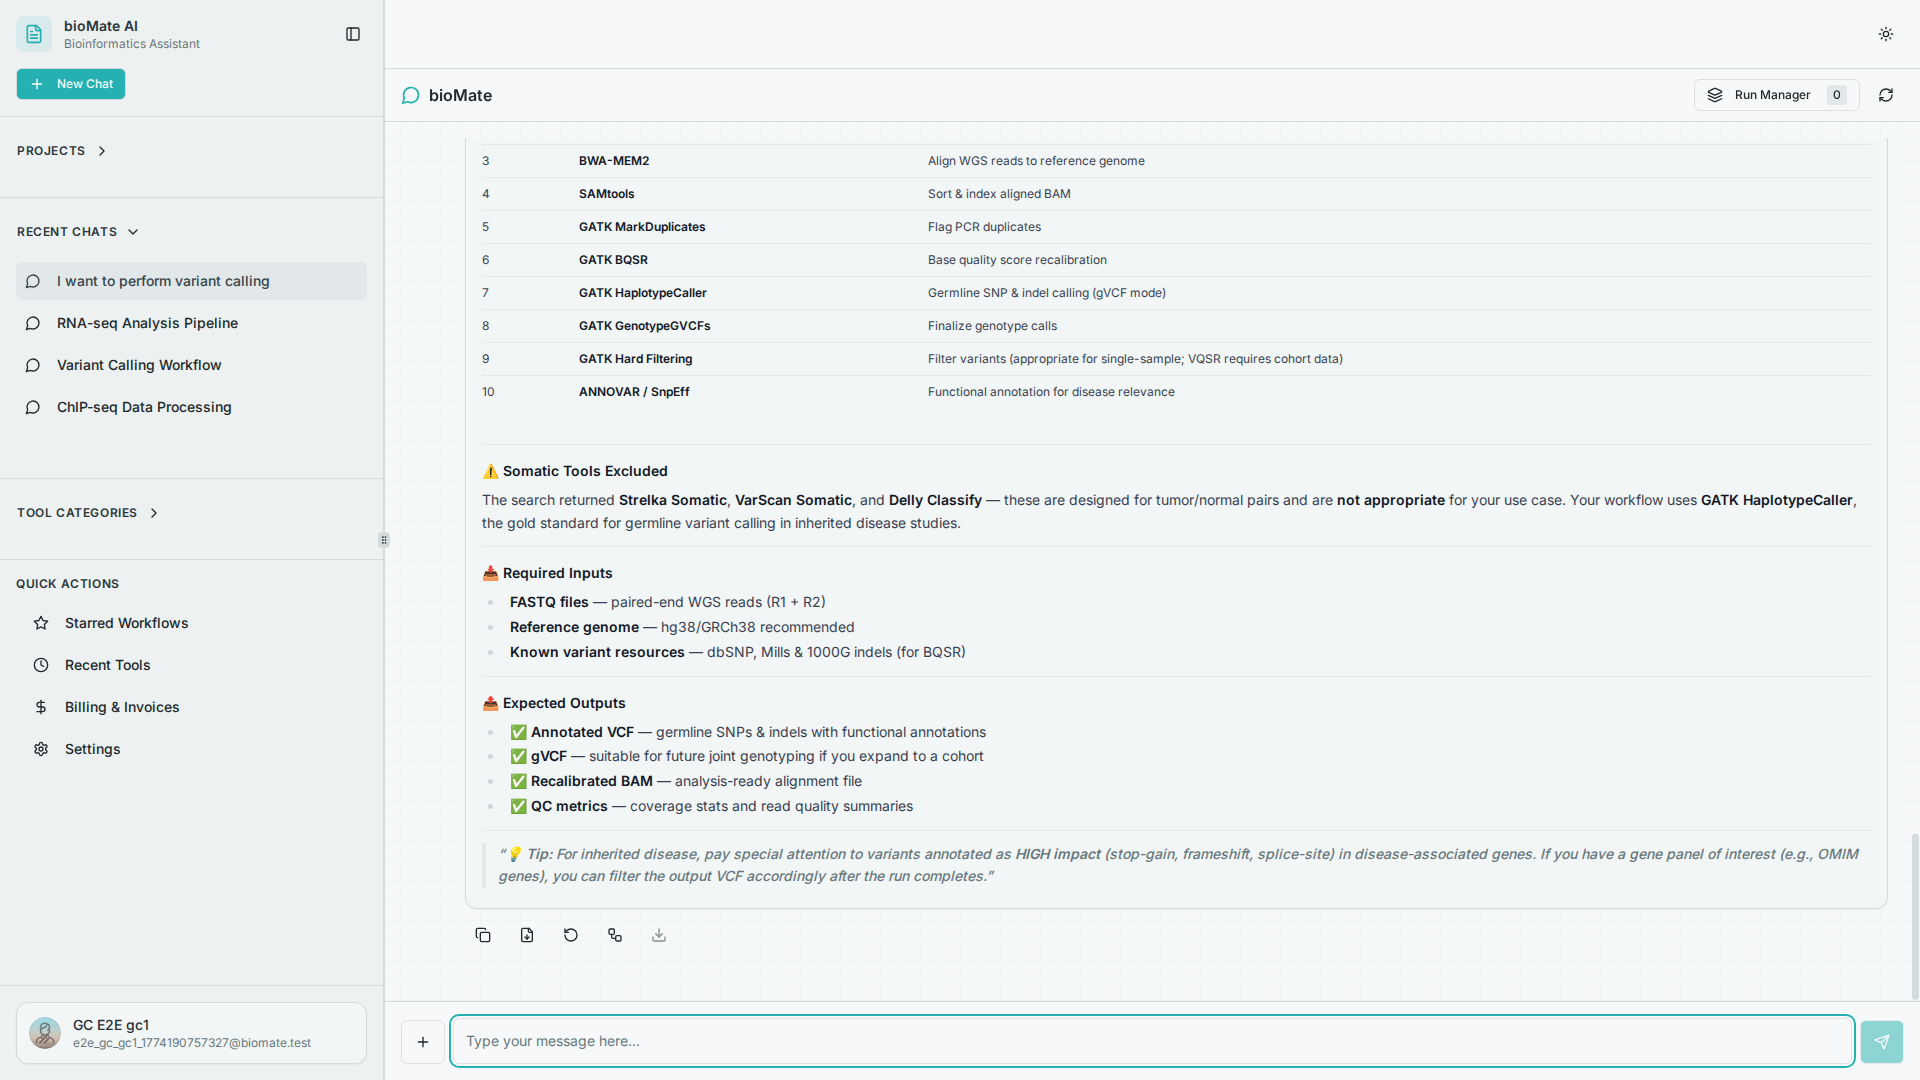 bioMate AI
Bioinformatics Assistant
New Chat
PROJECTS
RECENT CHATS
I want to perform variant calling
RNA-seq Analysis Pipeline
Variant Calling Workflow
ChIP-seq Data Processing
TOOL CATEGORIES
QUICK ACTIONS
Starred Workflows
Recent Tools
Billing & Invoices
Settings
GC E2E gc1
e2e_gc_gc1_1774190757327@biomate.test
bioMate
Run Manager 0
3 BWA-MEM2 Align WGS reads to reference genome
4 SAMtools Sort & index aligned BAM
5 GATK MarkDuplicates Flag PCR duplicates
6 GATK BQSR Base quality score recalibration
7 GATK HaplotypeCaller Germline SNP & indel calling (gVCF mode)
8 GATK GenotypeGVCFs Finalize genotype calls
9 GATK Hard Filtering Filter variants (appropriate for single-sample; VQSR requires cohort data)
10 ANNOVAR / SnpEff Functional annotation for disease relevance
⚠️ Somatic Tools Excluded
The search returned Strelka Somatic, VarScan Somatic, and Delly Classify — these are designed for tumor/normal pairs and are not appropriate for your use case. Your workflow uses GATK HaplotypeCaller,
the gold standard for germline variant calling in inherited disease studies.
📥 Required Inputs
FASTQ files — paired-end WGS reads (R1 + R2)
Reference genome — hg38/GRCh38 recommended
Known variant resources — dbSNP, Mills & 1000G indels (for BQSR)
📤 Expected Outputs
✅ Annotated VCF — germline SNPs & indels with functional annotations
✅ gVCF — suitable for future joint genotyping if you expand to a cohort
✅ Recalibrated BAM — analysis-ready alignment file
✅ QC metrics — coverage stats and read quality summaries
“💡 Tip: For inherited disease, pay special attention to variants annotated as HIGH impact (stop-gain, frameshift, splice-site) in disease-associated genes. If you have a gene panel of interest (e.g., OMIM
genes), you can filter the output VCF accordingly after the run completes.”
Type your message here...